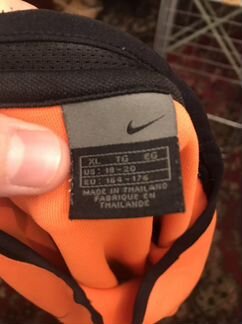 XL TG EG
US: 18-20
EU: 164-176
MADE IN THAILAND
FABRIQUE EN
THAILANDE